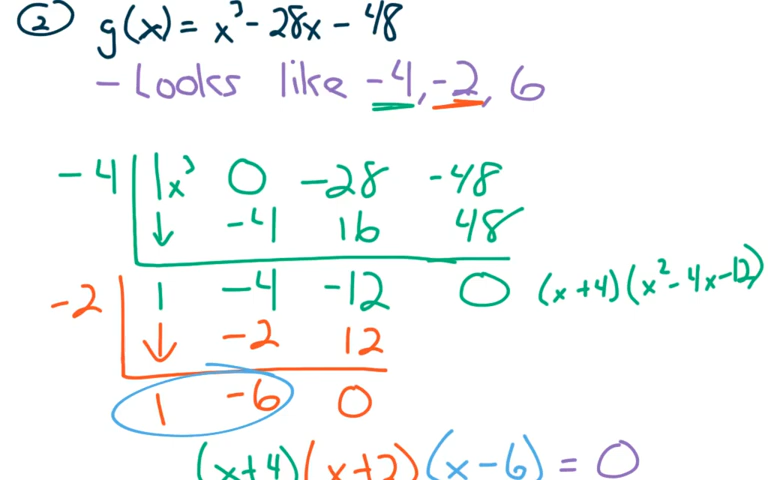 ② g(x) = x³ - 28x - 48
- Looks like -4, -2, 6
-4 1x³ 0 -28 -48
↓ -4 16 48
-2 1 -4 -12 0 (x+4)(x²-4x-12)
↓ -2 12
1 -6 0
(x+4)(x+2)(x-6) = 0